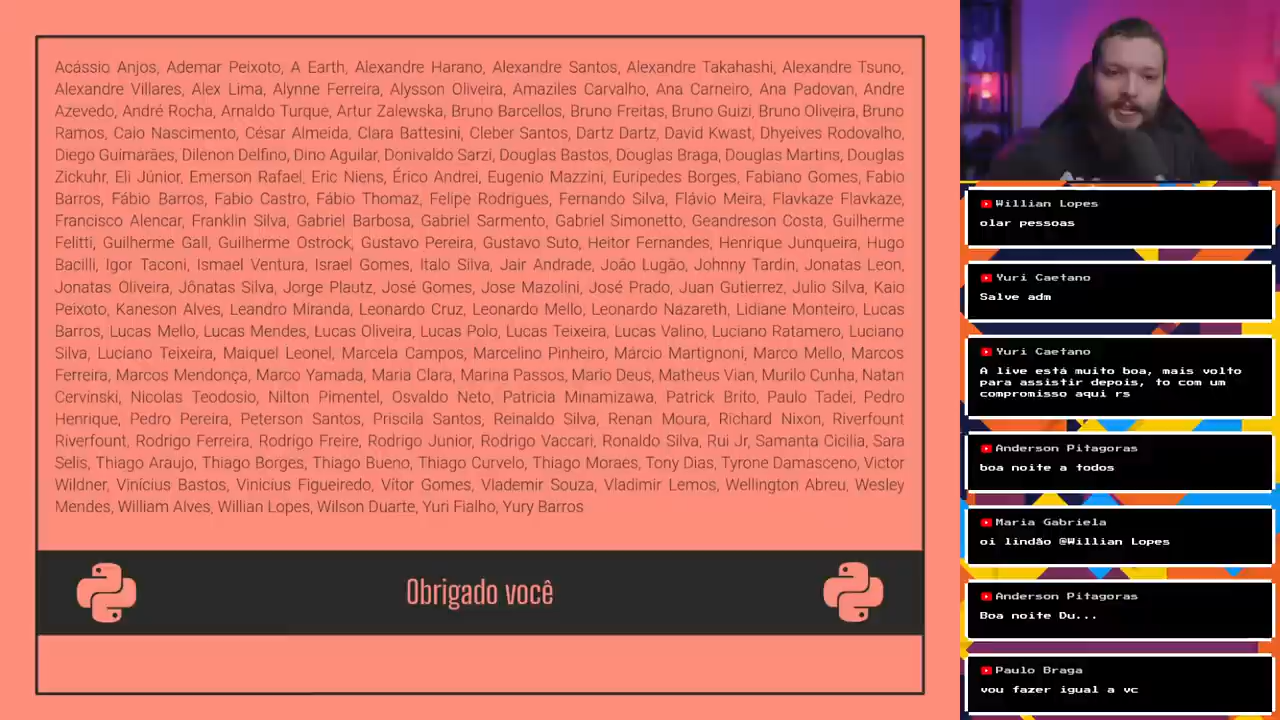 Acássio Anjos, Ademar Peixoto, A Earth, Alexandre Harano, Alexandre Santos, Alexandre Takahashi, Alexandre Tsuno,
Alexandre Villares, Alex Lima, Alynne Ferreira, Alysson Oliveira, Amaziles Carvalho, Ana Carneiro, Ana Padovan, Andre
Azevedo, André Rocha, Arnaldo Turque, Artur Zalewska, Bruno Barcellos, Bruno Freitas, Bruno Guizi, Bruno Oliveira, Bruno
Ramos, Caio Nascimento, César Almeida, Clara Battesini, Cleber Santos, Dartz Dartz, David Kwast, Dhyeives Rodovalho,
Diego Guimarães, Dilenon Delfino, Dino Aguilar, Donivaldo Sarzi, Douglas Bastos, Douglas Braga, Douglas Martins, Douglas
Zickuhr, Eli Júnior, Emerson Rafael, Eric Niens, Érico Andrei, Eugenio Mazzini, Euripedes Borges, Fabiano Gomes, Fabio
Barros, Fábio Barros, Fabio Castro, Fábio Thomaz, Felipe Rodrigues, Fernando Silva, Flávio Meira, Flavkaze Flavkaze,
Francisco Alencar, Franklin Silva, Gabriel Barbosa, Gabriel Sarmento, Gabriel Simonetto, Geandreson Costa, Guilherme
Felitti, Guilherme Gall, Guilherme Ostrock, Gustavo Pereira, Gustavo Suto, Heitor Fernandes, Henrique Junqueira, Hugo
Bacilli, Igor Taconi, Ismael Ventura, Israel Gomes, Italo Silva, Jair Andrade, João Lugão, Johnny Tardin, Jonatas Leon,
Jonatas Oliveira, Jônatas Silva, Jorge Plautz, José Gomes, Jose Mazolini, José Prado, Juan Gutierrez, Julio Silva, Kaio
Peixoto, Kaneson Alves, Leandro Miranda, Leonardo Cruz, Leonardo Mello, Leonardo Nazareth, Lidiane Monteiro, Lucas
Barros, Lucas Mello, Lucas Mendes, Lucas Oliveira, Lucas Polo, Lucas Teixeira, Lucas Valino, Luciano Ratamero, Luciano
Silva, Luciano Teixeira, Maiquel Leonel, Marcela Campos, Marcelino Pinheiro, Márcio Martignoni, Marco Mello, Marcos
Ferreira, Marcos Mendonça, Marco Yamada, Maria Clara, Marina Passos, Mario Deus, Matheus Vian, Murilo Cunha, Natan
Cervinski, Nicolas Teodosio, Nilton Pimentel, Osvaldo Neto, Patricia Minamizawa, Patrick Brito, Paulo Tadei, Pedro
Henrique, Pedro Pereira, Peterson Santos, Priscila Santos, Reinaldo Silva, Renan Moura, Richard Nixon, Riverfount
Riverfount, Rodrigo Ferreira, Rodrigo Freire, Rodrigo Junior, Rodrigo Vaccari, Ronaldo Silva, Rui Jr, Samanta Cicilia, Sara
Selis, Thiago Araujo, Thiago Borges, Thiago Bueno, Thiago Curvelo, Thiago Moraes, Tony Dias, Tyrone Damasceno, Victor
Wildner, Vinícius Bastos, Vinicius Figueiredo, Vítor Gomes, Vlademir Souza, Vladimir Lemos, Wellington Abreu, Wesley
Mendes, William Alves, Willian Lopes, Wilson Duarte, Yuri Fialho, Yury Barros
Obrigado você
Willian Lopes
olar pessoas
Yuri Caetano
Salve adm
Yuri Caetano
A live está muito boa, mais volto
para assistir depois, to com um
compromisso aqui rs
Anderson Pitagoras
boa noite a todos
Maria Gabriela
oi lindão @Willian Lopes
Anderson Pitagoras
Boa noite Du...
Paulo Braga
vou fazer igual a vc